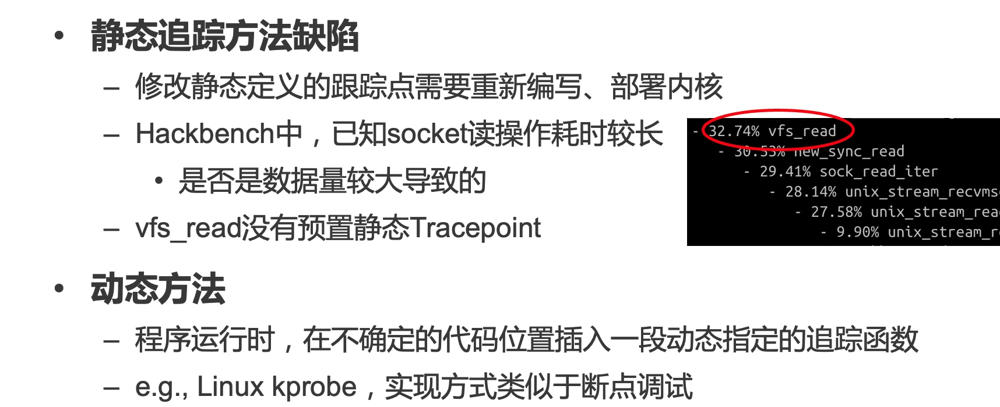 • 静态追踪方法缺陷
– 修改静态定义的跟踪点需要重新编写、部署内核
– Hackbench中，已知socket读操作耗时较长
• 是否是数据量较大导致的
– vfs_read没有预置静态Tracepoint
- 32.74% vfs_read
- 30.53% new_sync_read
- 29.41% sock_read_iter
- 28.14% unix_stream_recvms
- 27.58% unix_stream_rea
- 9.90% unix_stream_r
• 动态方法
– 程序运行时，在不确定的代码位置插入一段动态指定的追踪函数
– e.g., Linux kprobe，实现方式类似于断点调试